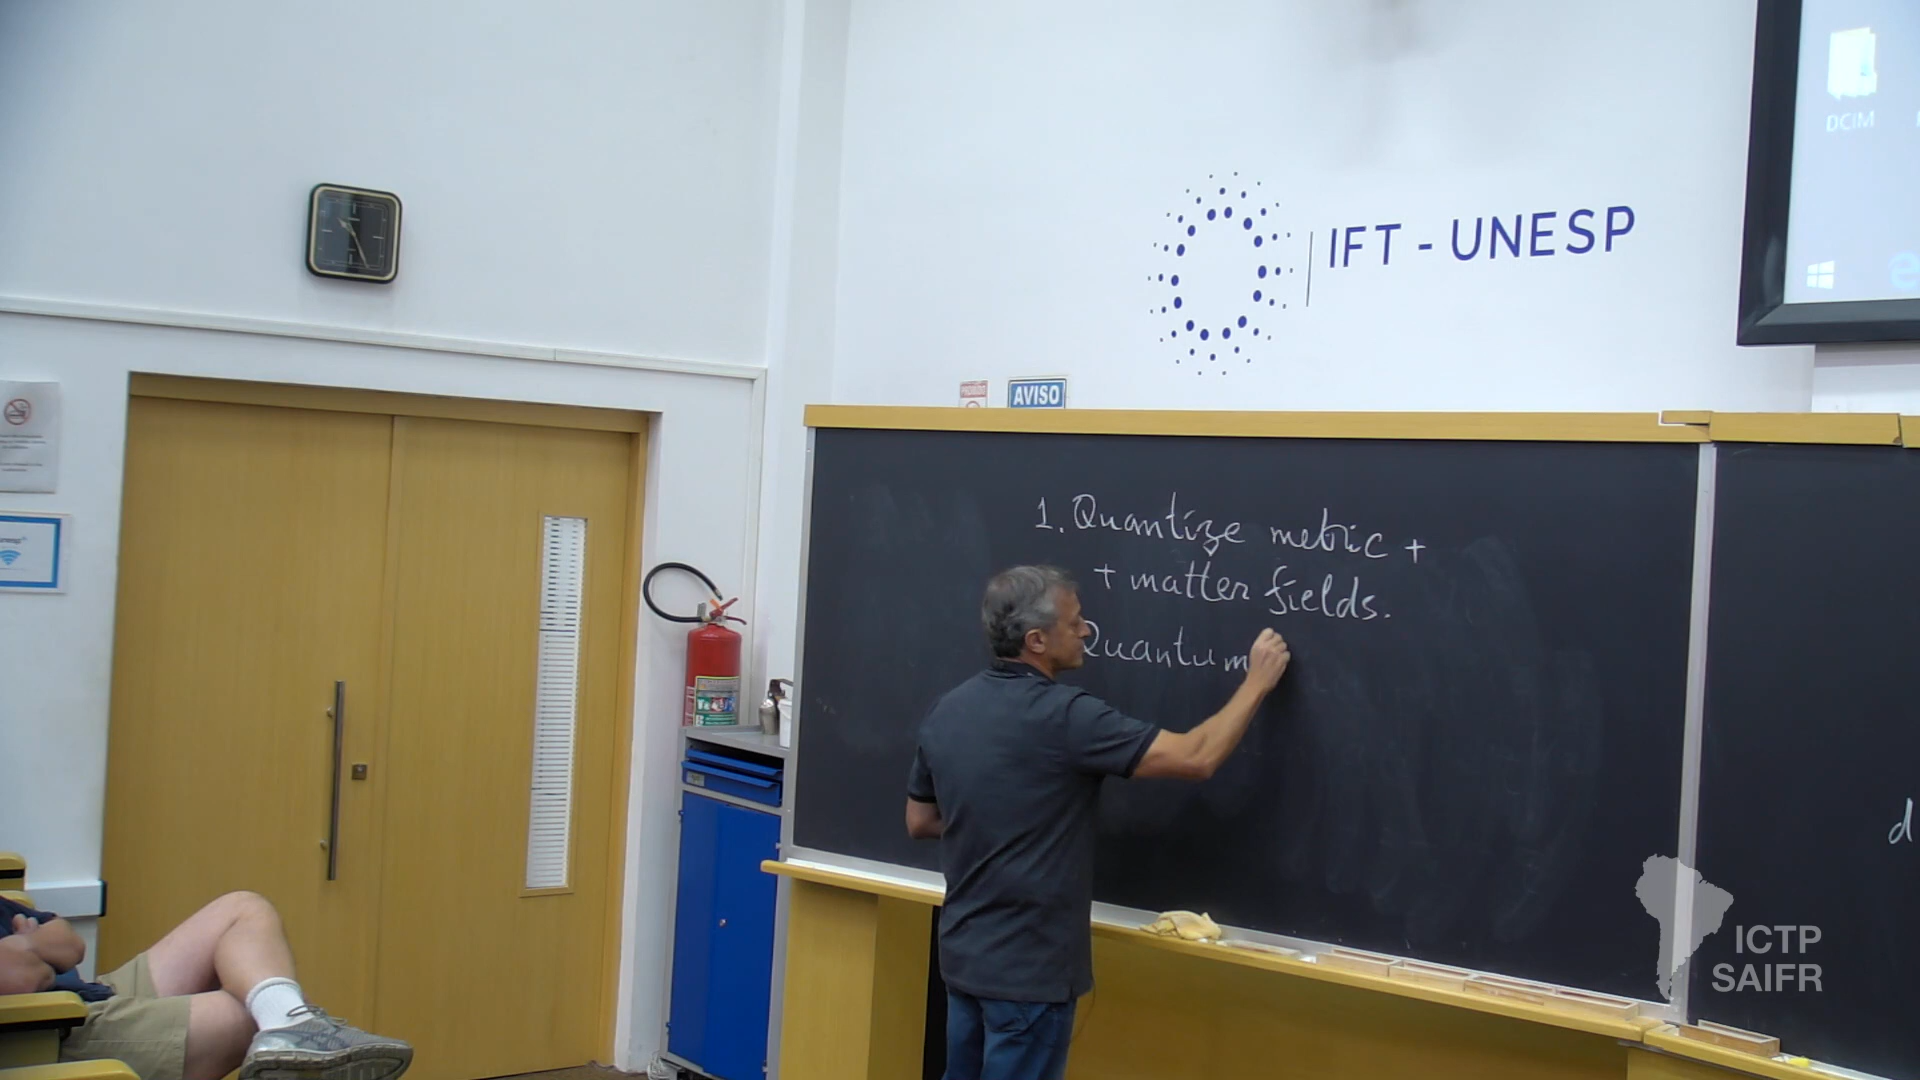 DCIM
IFT - UNESP
AVISO
1. Quantize metric +
+ matter fields.
Quantum
d
ICTP
SAIFR